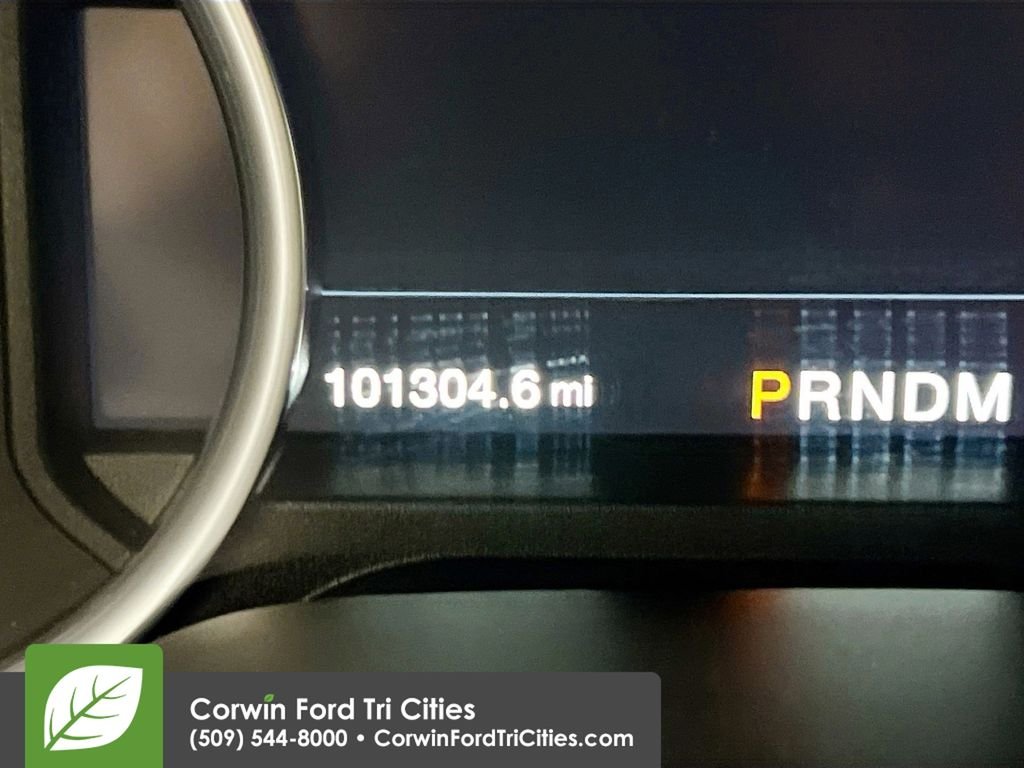 101304.6 mi PRNDM
Corwin Ford Tri Cities
(509) 544-8000 • CorwinFordTriCities.com